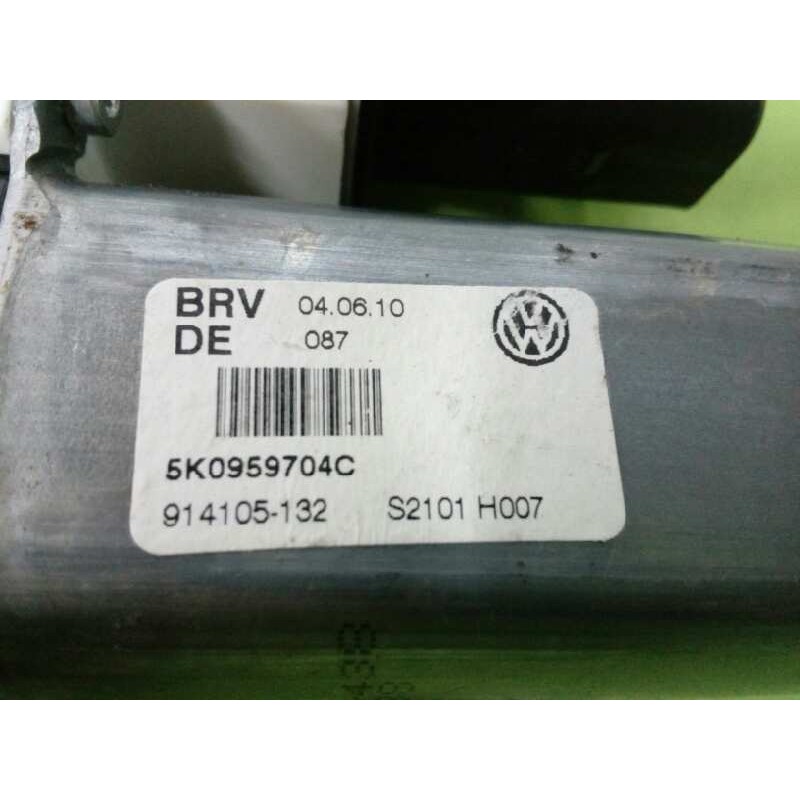 BRV 04.06.10
DE 087
5K0959704C
914105-132 S2101 H007